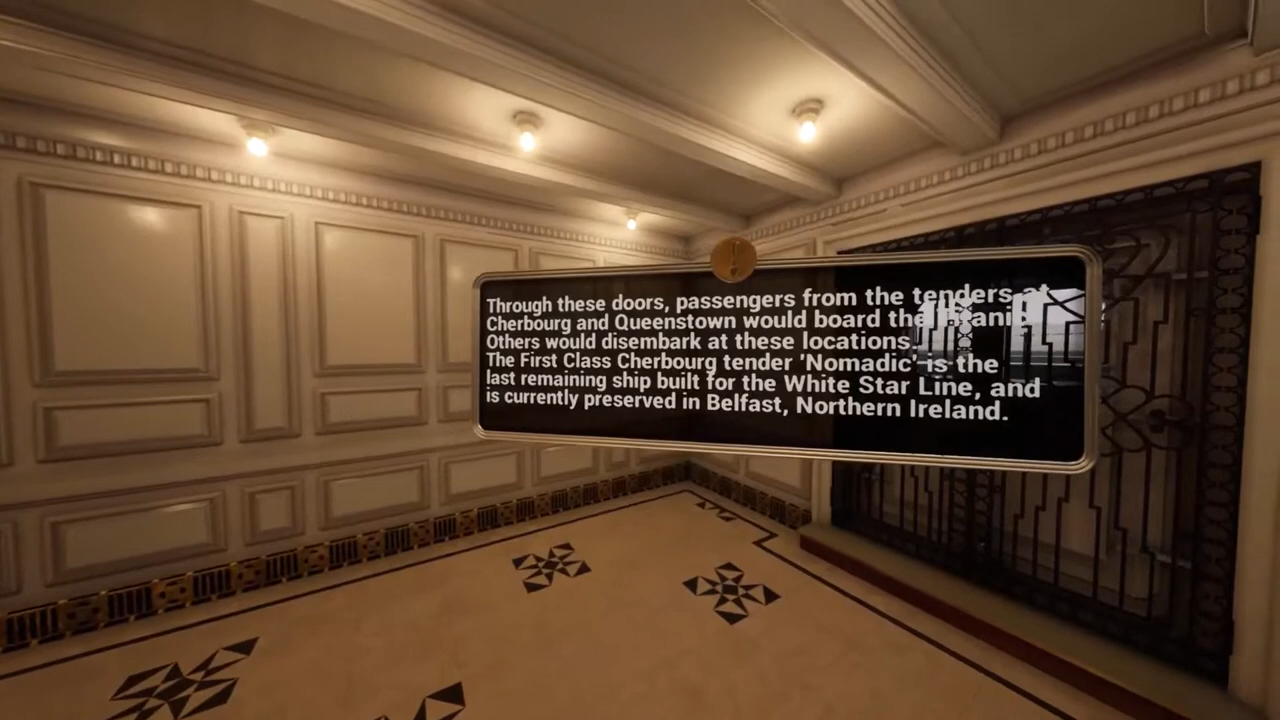 Through these doors, passengers from the tenders at
Cherbourg and Queenstown would board the Titanic.
Others would disembark at these locations.
The First Class Cherbourg tender 'Nomadic' is the
last remaining ship built for the White Star Line, and
is currently preserved in Belfast, Northern Ireland.